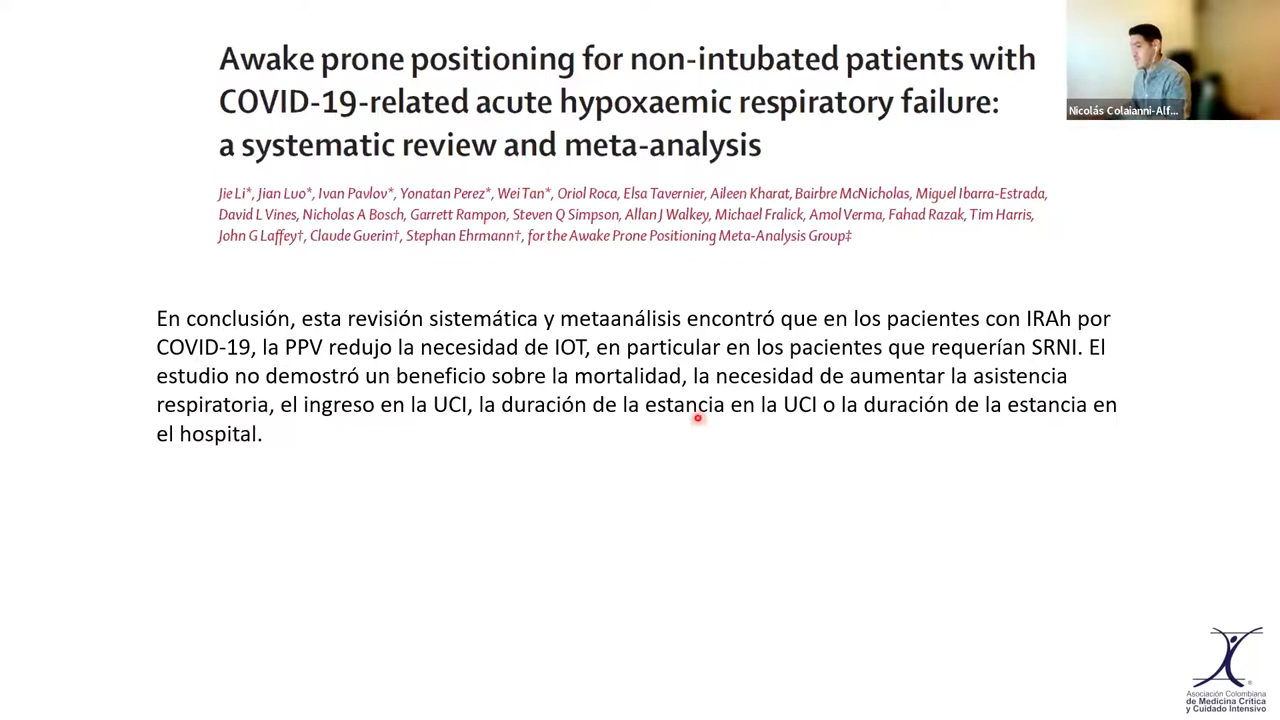 Awake prone positioning for non-intubated patients with
COVID-19-related acute hypoxaemic respiratory failure:
a systematic review and meta-analysis
Jie Li*, Jian Luo*, Ivan Pavlov*, Yonatan Perez*, Wei Tan*, Oriol Roca, Elsa Tavernier, Aileen Kharat, Bairbre McNicholas, Miguel Ibarra-Estrada,
David L Vines, Nicholas A Bosch, Garrett Rampon, Steven Q Simpson, Allan J Walkey, Michael Fralick, Amol Verma, Fahad Razak, Tim Harris,
John G Laffey†, Claude Guerin†, Stephan Ehrmann†, for the Awake Prone Positioning Meta-Analysis Group‡
Nicolás Colaianni-Alf...
En conclusión, esta revisión sistemática y metaanálisis encontró que en los pacientes con IRAh por
COVID-19, la PPV redujo la necesidad de IOT, en particular en los pacientes que requerían SRNI. El
estudio no demostró un beneficio sobre la mortalidad, la necesidad de aumentar la asistencia
respiratoria, el ingreso en la UCI, la duración de la estancia en la UCI o la duración de la estancia en
el hospital.
Asociación Colombiana
de Medicina Crítica
y Cuidado Intensivo